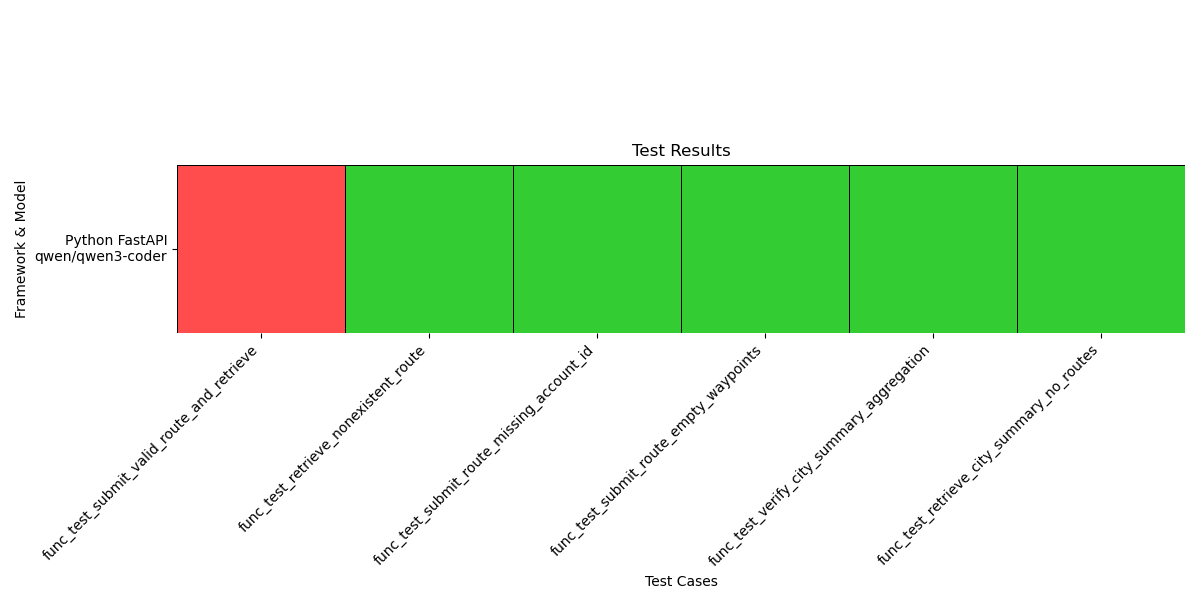 Test Results
Framework & Model
Python FastAPI
qwen/qwen3-coder
func_test_submit_valid_route_and_retrieve
func_test_retrieve_nonexistent_route
func_test_submit_route_missing_account_id
func_test_submit_route_empty_waypoints
func_test_verify_city_summary_aggregation
func_test_retrieve_city_summary_no_routes
Test Cases